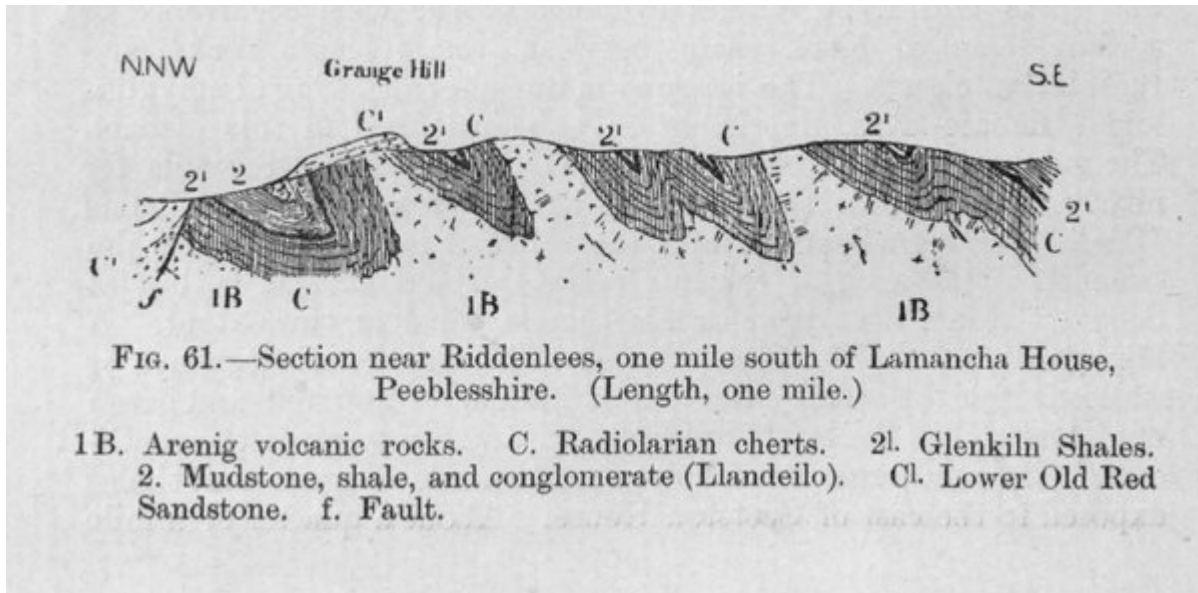 NNW Grange Hill S.E
C¹ 2¹ C 2¹ C 2¹
2¹ 2
2¹
C¹ C
f 1B C 1B 1B
FIG. 61.—Section near Riddenlees, one mile south of Lamancha House,
Peeblesshire. (Length, one mile.)
1B. Arenig volcanic rocks. C. Radiolarian cherts. 2¹. Glenkiln Shales.
2. Mudstone, shale, and conglomerate (Llandeilo). C¹. Lower Old Red
Sandstone. f. Fault.